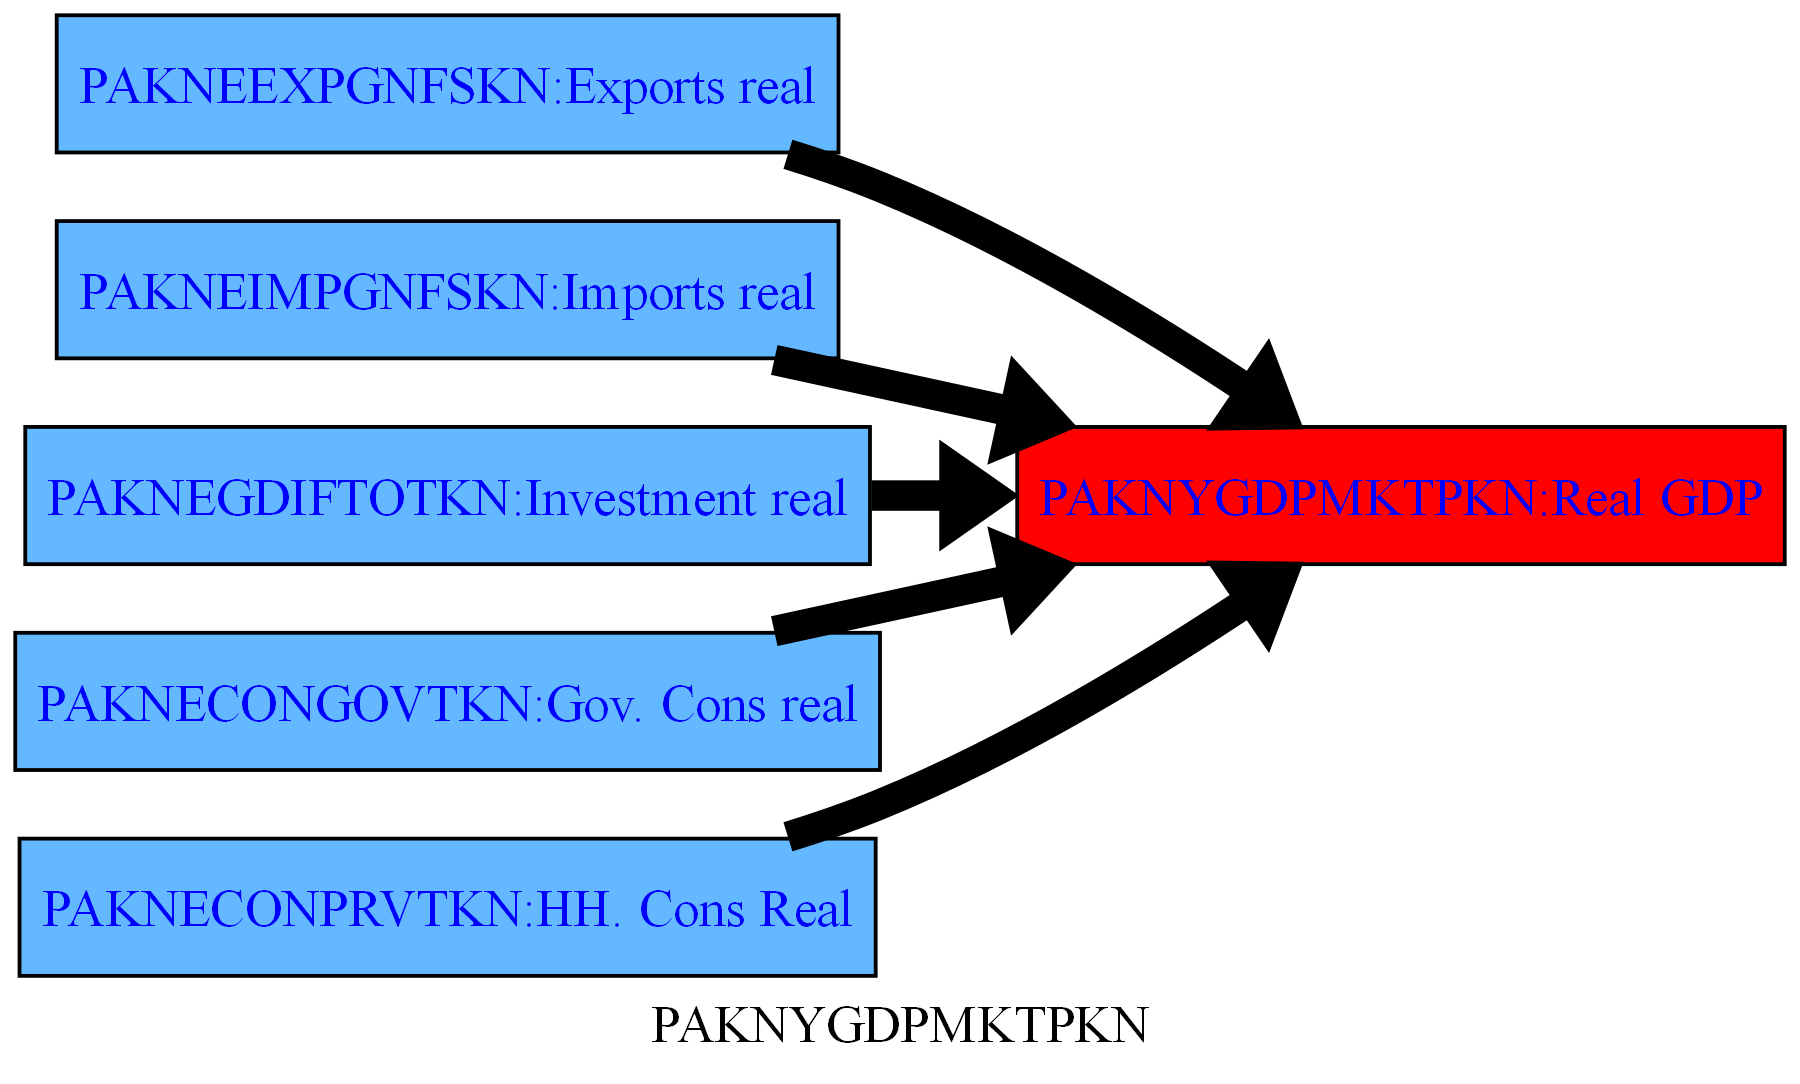 PAKNEEXPGNFSKN:Exports real
PAKNEIMPGNFSKN:Imports real
PAKNEGDIFTOTKN:Investment real
PAKNYGDPMKTPKN:Real GDP
PAKNECONGOVTKN:Gov. Cons real
PAKNECONPRVTKN:HH. Cons Real
PAKNYGDPMKTPKN